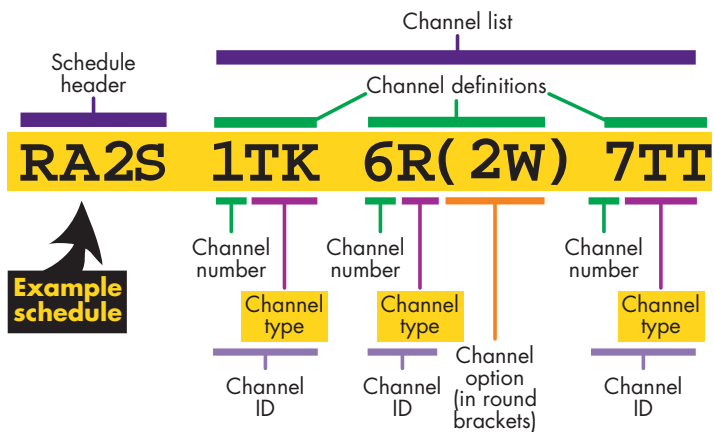 Channel list
Schedule
header
Channel definitions
RA2S 1TK 6R(2W) 7TT
Channel
number
Channel
number
Channel
number
Example
schedule
Channel
type
Channel
type
Channel
type
Channel
ID
Channel
ID
Channel
option
(in round
brackets)
Channel
ID